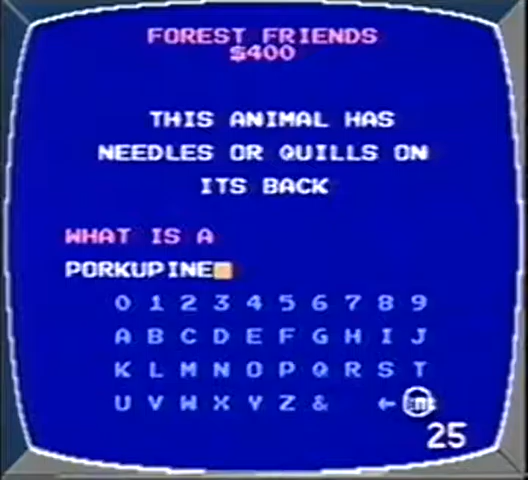 FOREST FRIENDS
$400
THIS ANIMAL HAS
NEEDLES OR QUILLS ON
ITS BACK
WHAT IS A
PORKUPINE
0 1 2 3 4 5 6 7 8 9
A B C D E F G H I J
K L M N O P Q R S T
U V W X Y Z & ←
25